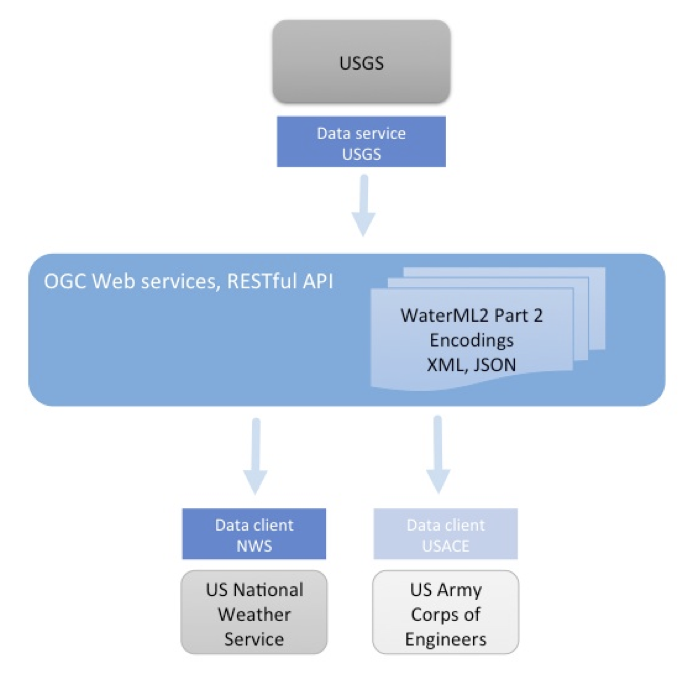 USGS
Data service
USGS
OGC Web services, RESTful API
WaterML2 Part 2
Encodings
XML, JSON
Data client
NWS
Data client
USACE
US National
Weather
Service
US Army
Corps of
Engineers